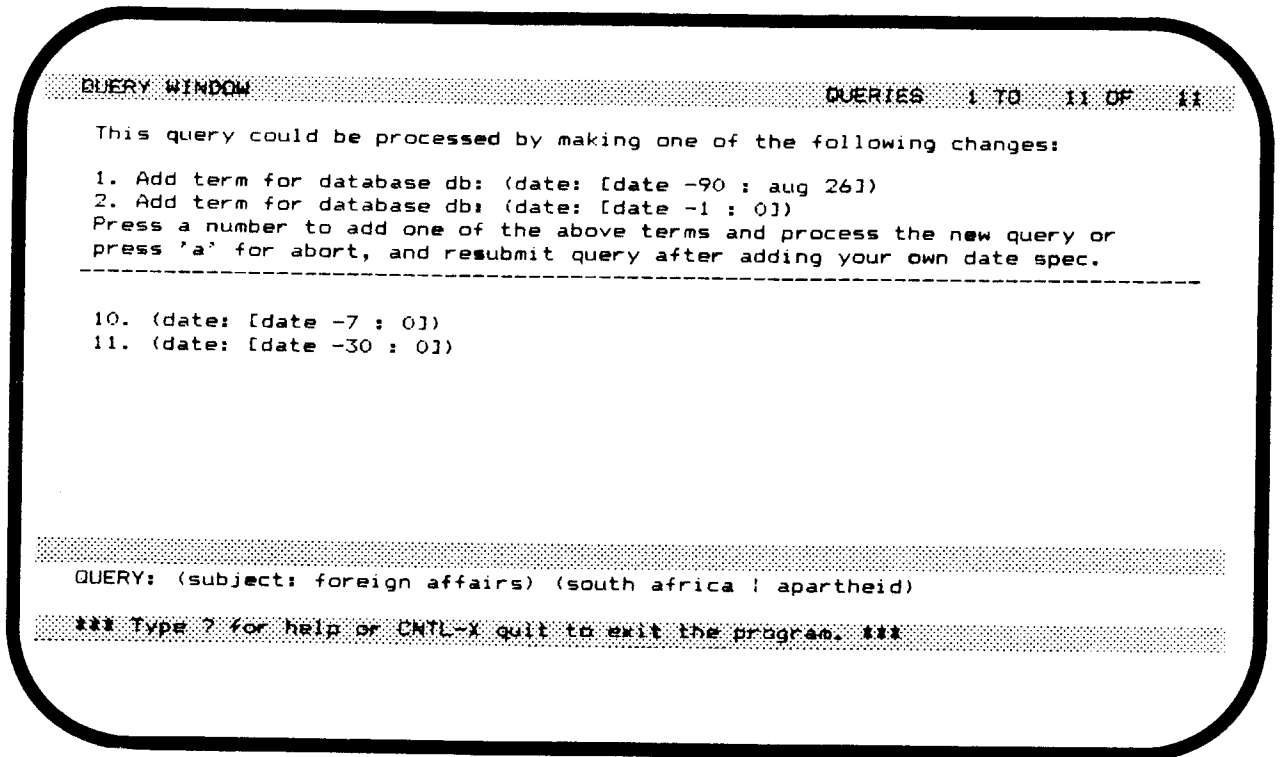 QUERY WINDOW QUERIES 1 TO 11 OF 11
This query could be processed by making one of the following changes:
1. Add term for database db: (date: [date -90 : aug 26])
2. Add term for database db: (date: [date -1 : 0])
Press a number to add one of the above terms and process the new query or
press 'a' for abort, and resubmit query after adding your own date spec.
--------------------------------------------------------------------------------
10. (date: [date -7 : 0])
11. (date: [date -30 : 0])
QUERY: (subject: foreign affairs) (south africa | apartheid)
*** Type ? for help or CNTL-X quit to exit the program. ***